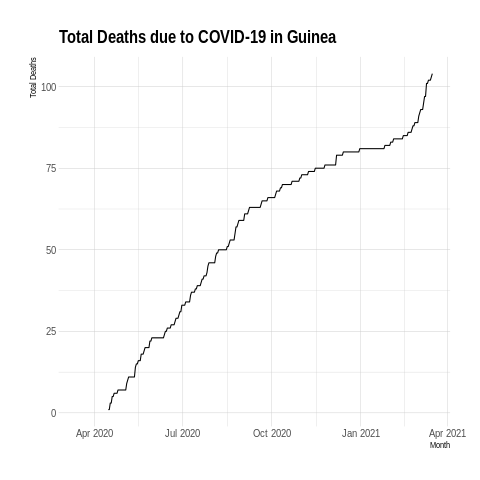 Total Deaths due to COVID-19 in Guinea
Total Deaths
100
75
50
25
0
Apr 2020 Jul 2020 Oct 2020 Jan 2021 Apr 2021
Month